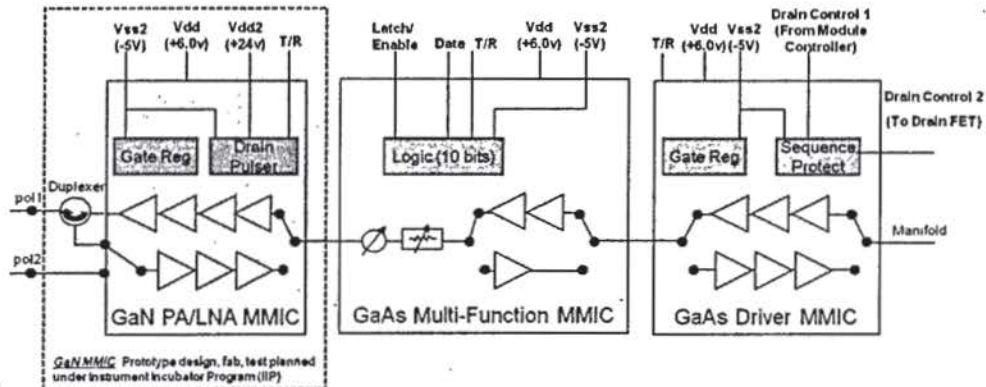 Vss2
(-5V)
Vdd
(+6.0v)
Vdd2
(+24v)
T/R
Latch/
Enable
Date
T/R
Vdd
(+6.0v)
Vss2
(-5V)
T/R
Vdd
(+6.0v)
Vss2
(-5V)
Drain Control 1
(From Module
Controller)
Drain Control 2
(To Drain FET)
Gate Reg
Drain
Pulser
Logic (10 bits)
Gate Reg
Sequence
Protect
pol1
Duplexer
pol2
Manifold
GaN PA/LNA MMIC
GaAs Multi-Function MMIC
GaAs Driver MMIC
GaN MMIC Prototype design, fab, test planned
under Instrument Incubator Program (IIP)